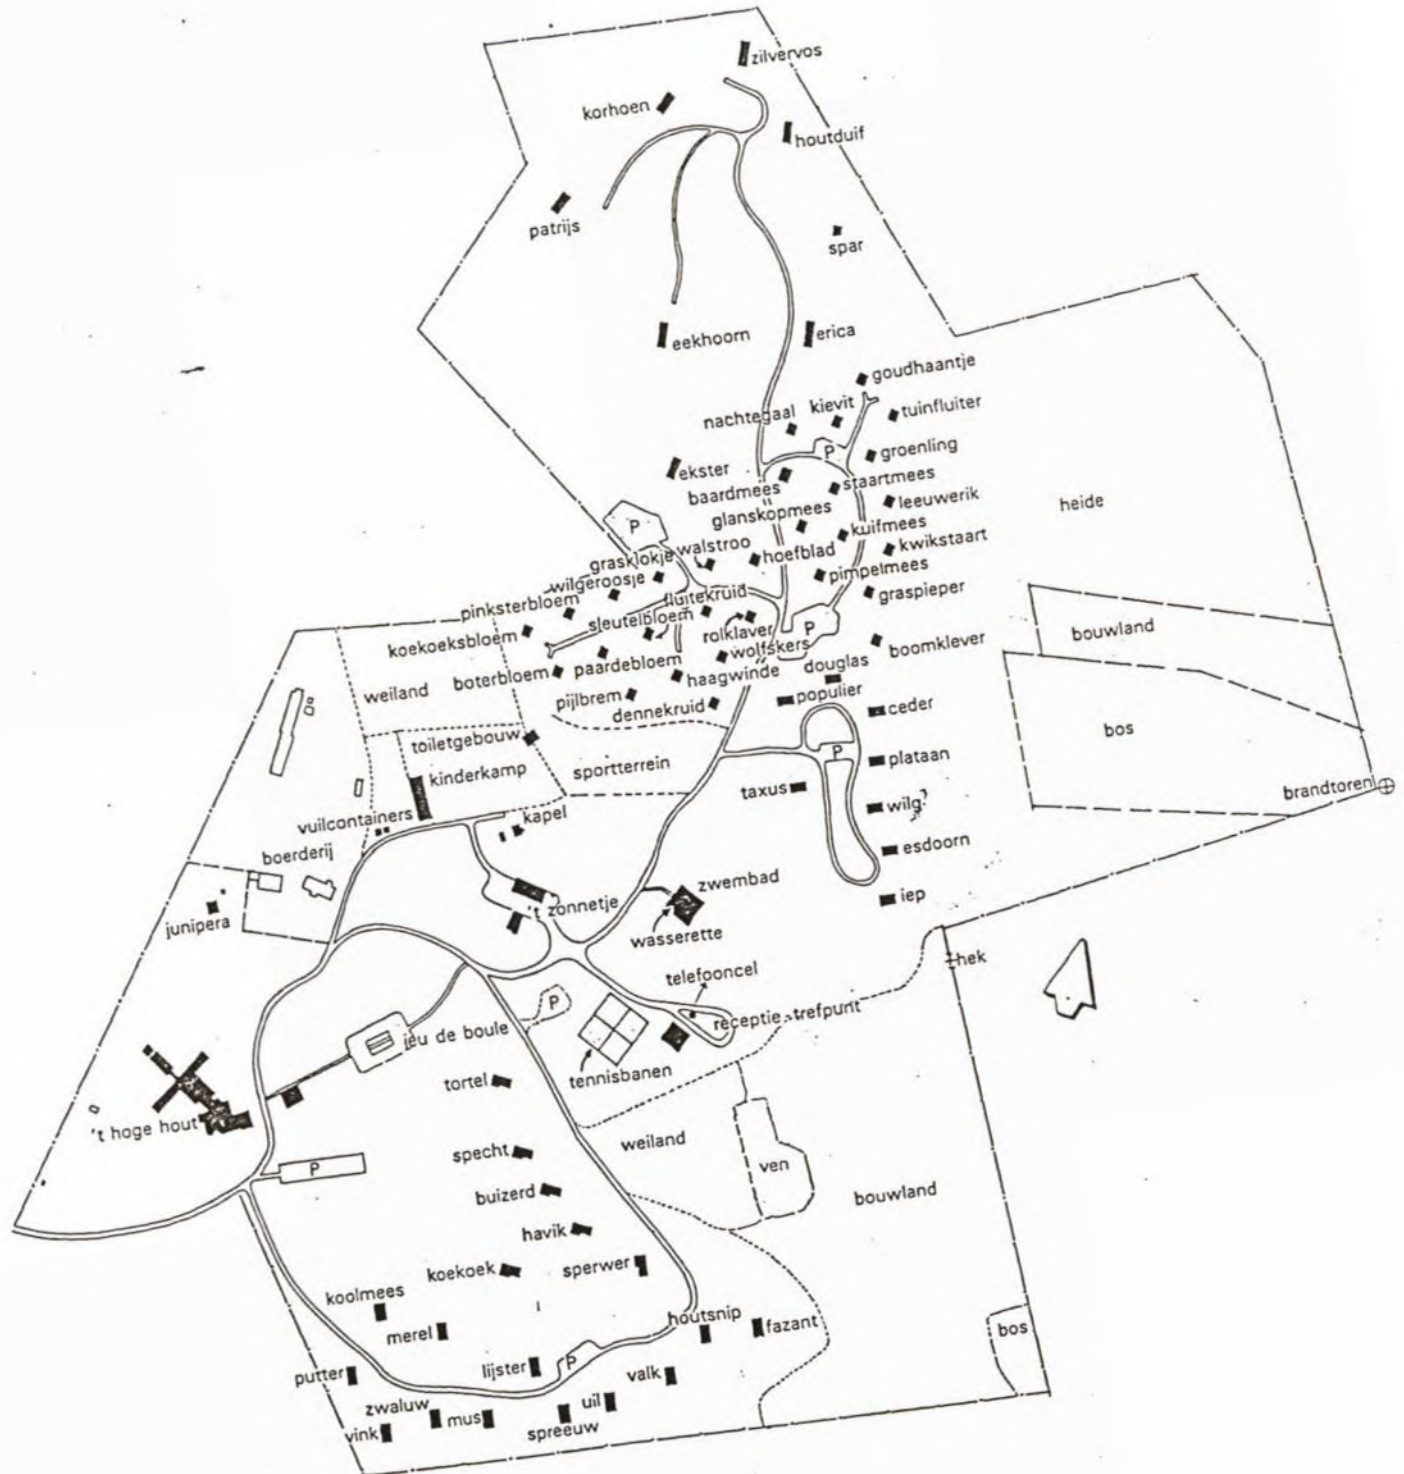 zilvervos
korhoen
houtduif
patrijs
spar
eekhoorn
erica
goudhaantje
nachtegaal
kievit
tuinfluiter
P
groenling
ekster
baardmees
staartmees
leeuwerik
heide
glanskopmees
P
kuifmees
kwikstaart
grasklokje
walstroo
hoefblad
pimpelmees
wilgeroosje
graspieper
pinksterbloem
fluitekruid
sleutelbloem
rolklaver
P
bouwland
koekoeksbloem
wolfskers
boomklever
boterbloem
paardebloem
haagwinde
douglas
weiland
pijlbrem
dennekruid
populier
ceder
bos
toiletgebouw
P
plataan
kinderkamp
sportterrein
taxus
wilg?
brandtoren
vuilcontainers
kapel
boerderij
esdoorn
zwembad
iep
junipera
't zonnetje
wasserette
hek
telefooncel
P
receptie-trefpunt
jeu de boule
tennisbanen
tortel
't hoge hout
weiland
specht
P
ven
buizerd
bouwland
havik
koekoek
sperwer
koolmees
houtsnip
fazant
merel
bos
putter
lijster
P
valk
zwaluw
mus
uil
vink
spreeuw